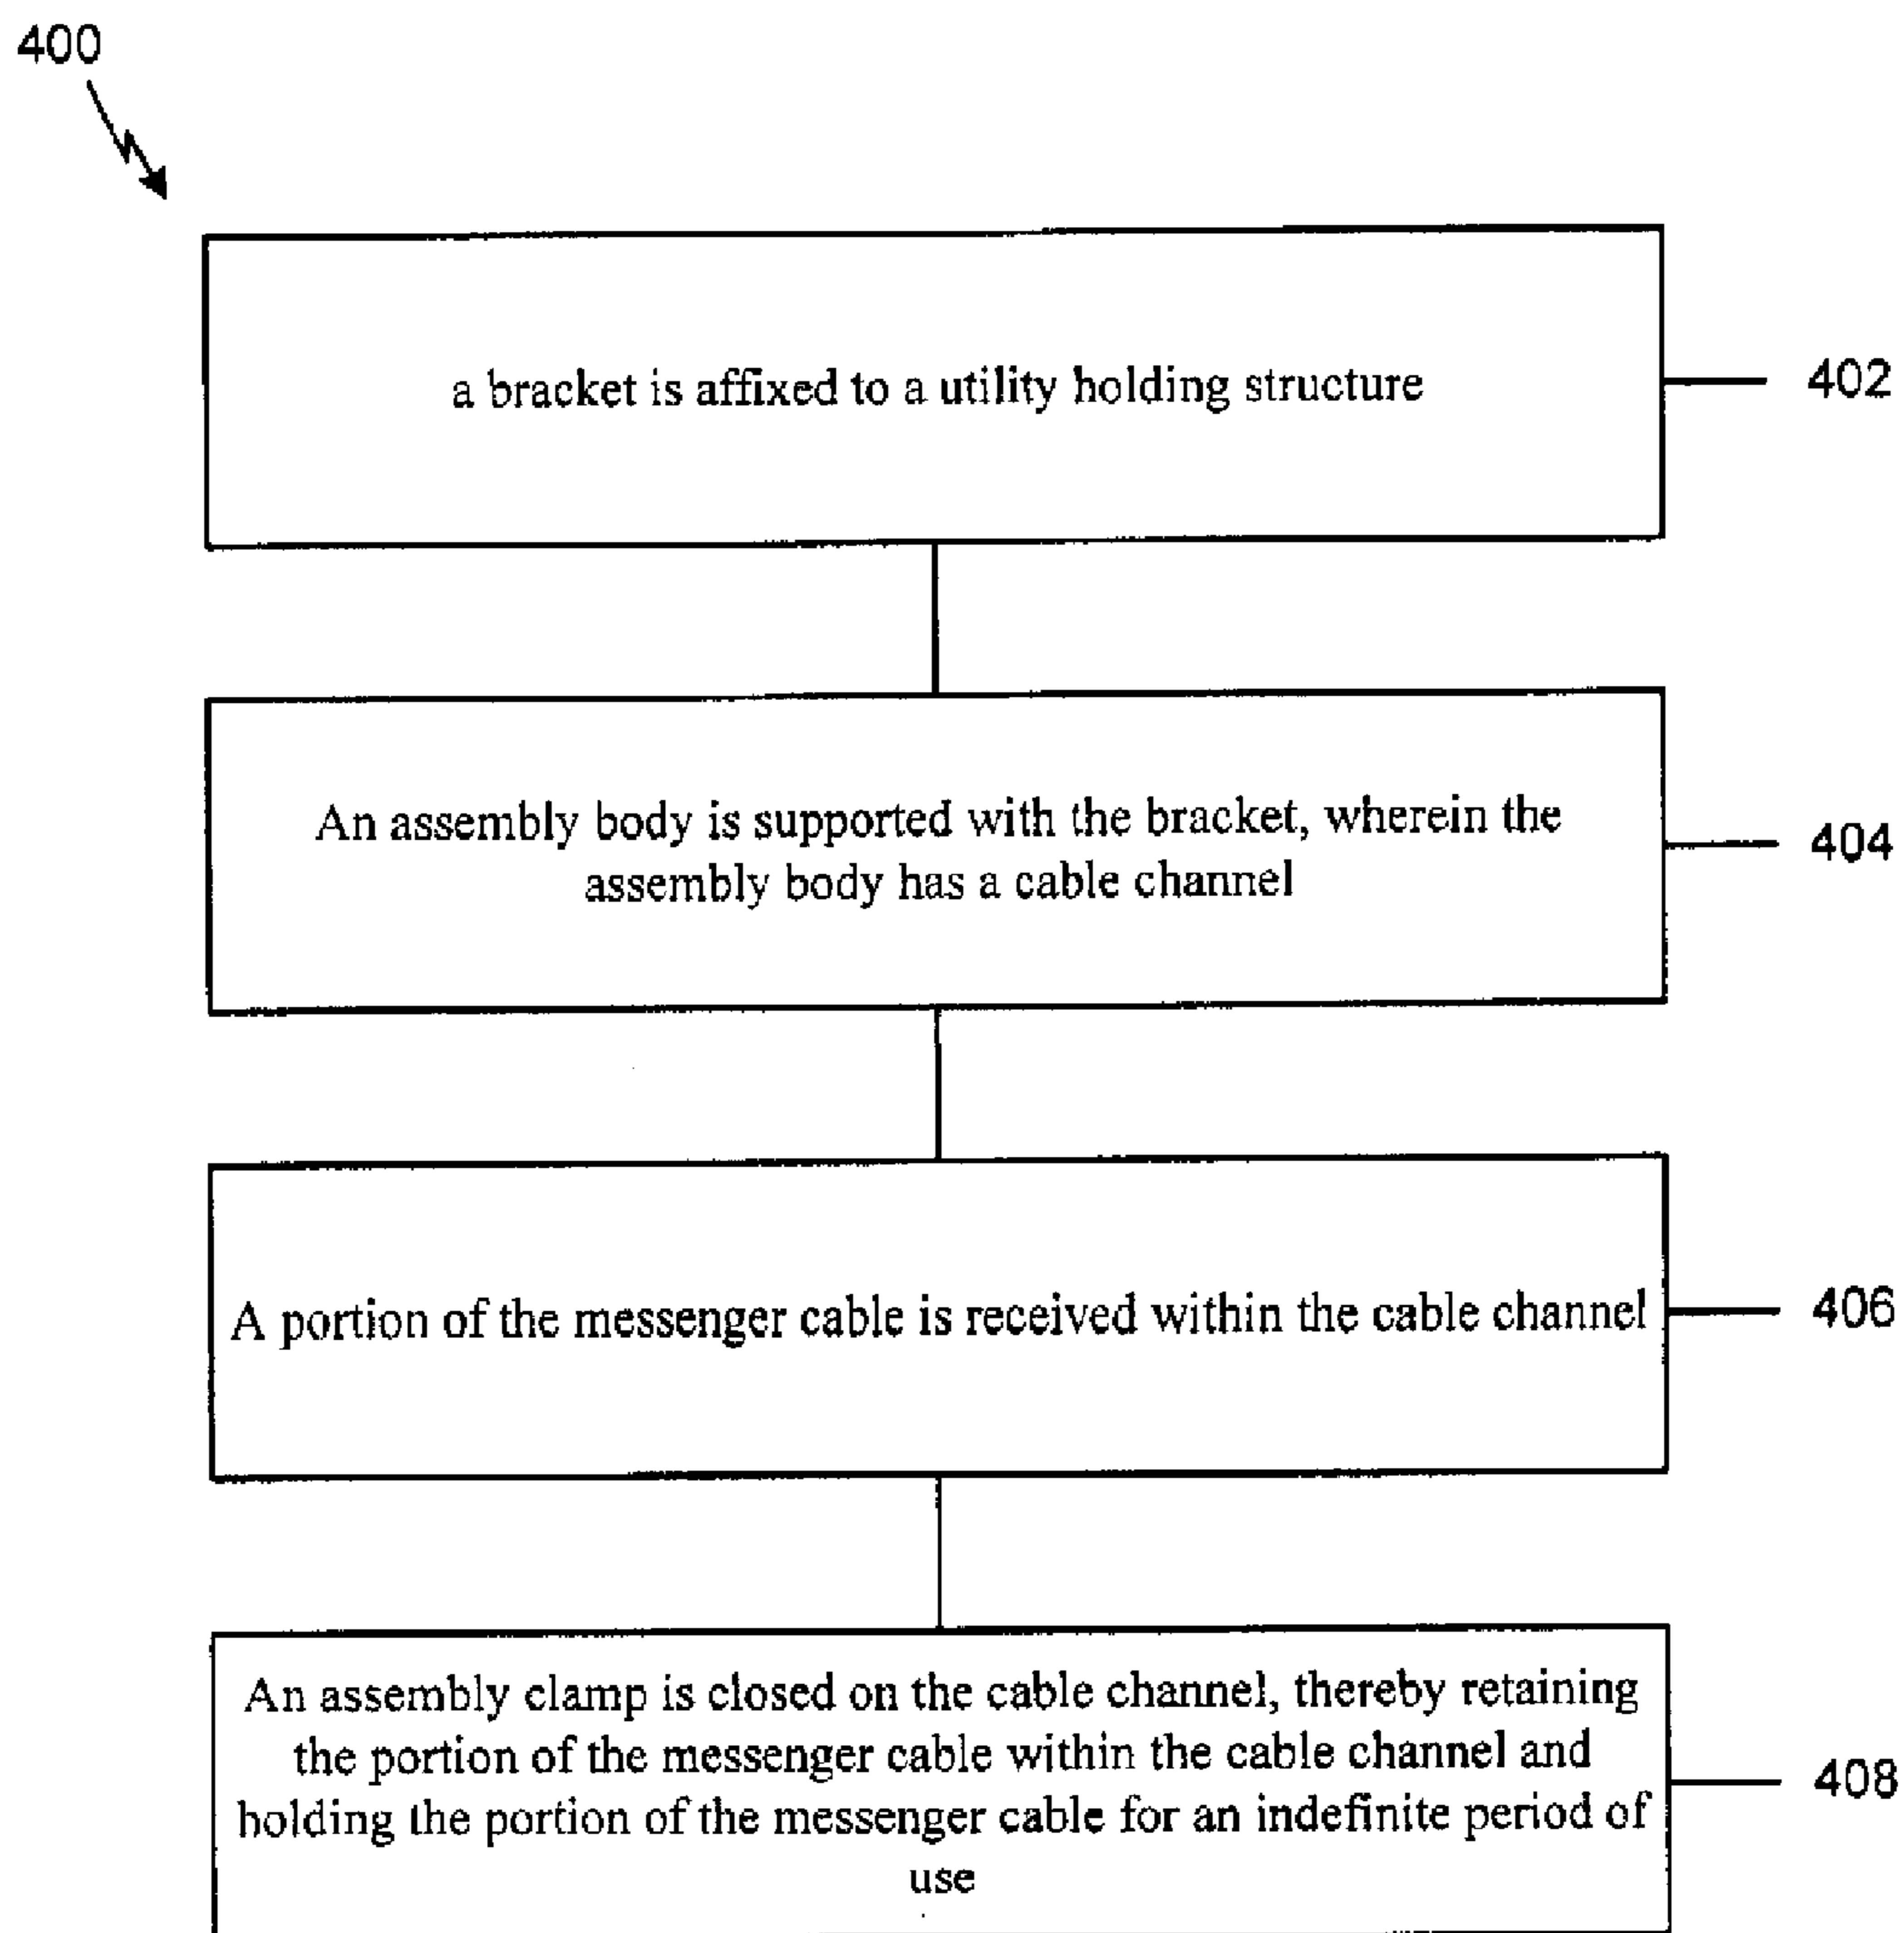 400
a bracket is affixed to a utility holding structure
402
An assembly body is supported with the bracket, wherein the
assembly body has a cable channel
404
A portion of the messenger cable is received within the cable channel
406
An assembly clamp is closed on the cable channel, thereby retaining
the portion of the messenger cable within the cable channel and
holding the portion of the messenger cable for an indefinite period of
use
408